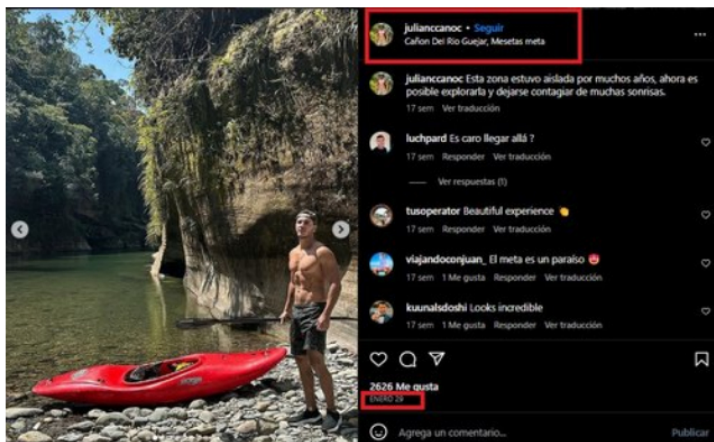 julianccanoc • Seguir
Cañon Del Rio Guejar, Mesetas meta
julianccanoc Esta zona estuvo aislada por muchos años, ahora es
posible explorarla y dejarse contagiar de muchas sonrisas.
17 sem Ver traducción
luchpard Es caro llegar allá ?
17 sem Responder Ver traducción
Ver respuestas (1)
tusoperator Beautiful experience 👏
17 sem Responder Ver traducción
viajandoconjuan_ El meta es un paraíso 😍
17 sem 1 Me gusta Responder Ver traducción
kuunalsdoshi Looks incredible
17 sem 1 Me gusta Responder Ver traducción
2626 Me gusta
ENERO 29
Agrega un comentario...
Publicar